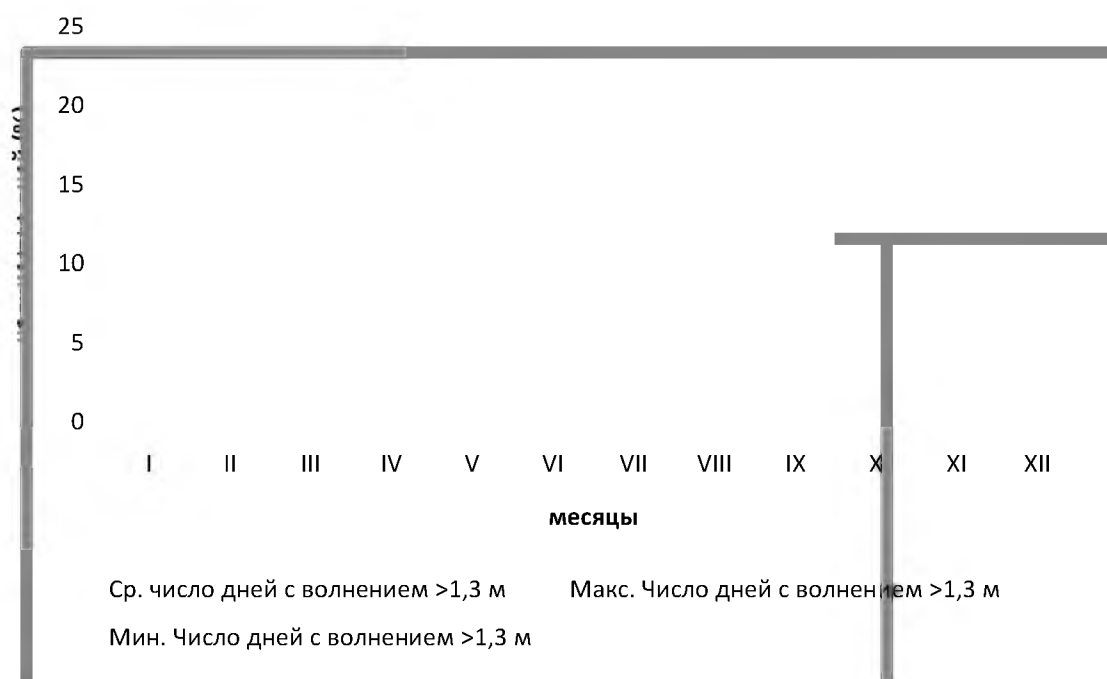 25
20
15
10
5
0
I II III IV V VI VII VIII IX X XI XII
месяцы
Ср. число дней с волнением >1,3 м Макс. Число дней с волнением >1,3 м
Мин. Число дней с волнением >1,3 м